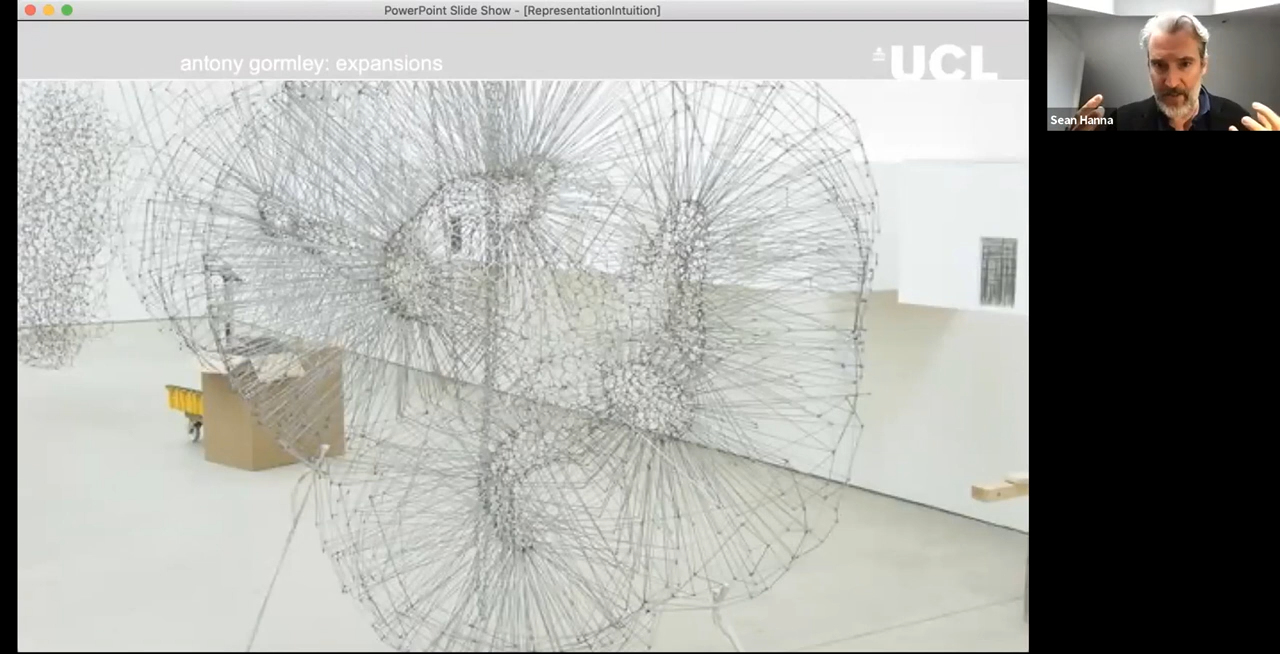 PowerPoint Slide Show - [RepresentationIntuition]
antony gormley: expansions
UCL
Sean Hanna